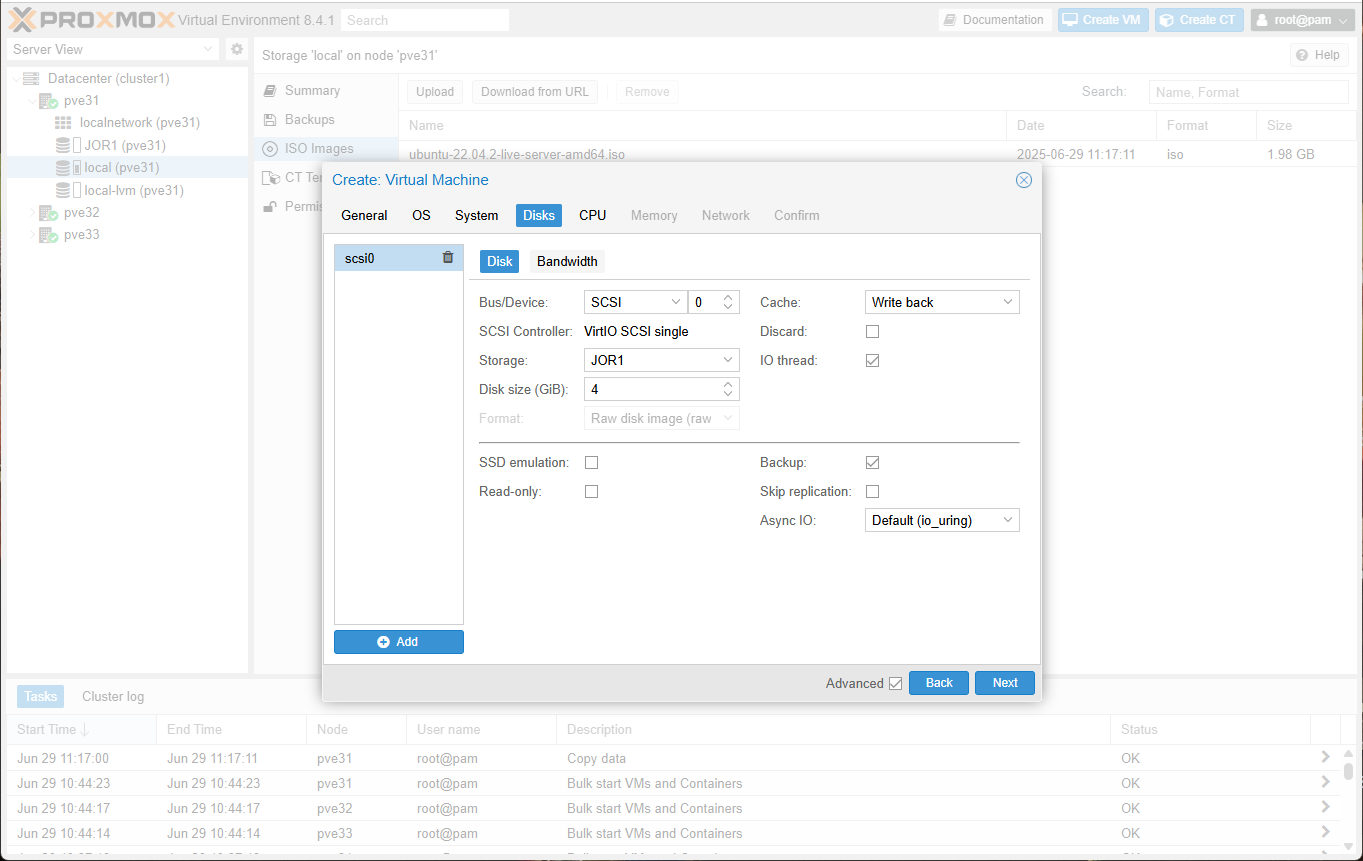 PROXMOX Virtual Environment 8.4.1 Search Documentation Create VM Create CT root@pam
Server View
Storage 'local' on node 'pve31' Help
Datacenter (cluster1)
pve31
localnetwork (pve31)
JOR1 (pve31)
local (pve31)
local-lvm (pve31)
pve32
pve33
Summary
Backups
ISO Images
CT Ter
Permis
Upload Download from URL Remove Search: Name, Format
Name Date Format Size
ubuntu-22.04.2-live-server-amd64.iso 2025-06-29 11:17:11 iso 1.98 GB
Create: Virtual Machine
General OS System Disks CPU Memory Network Confirm
scsi0
Disk Bandwidth
Bus/Device: SCSI 0 Cache: Write back
SCSI Controller: VirtIO SCSI single Discard:
Storage: JOR1 IO thread:
Disk size (GiB): 4
Format: Raw disk image (raw
SSD emulation: Backup:
Read-only: Skip replication:
Async IO: Default (io_uring)
Add
Advanced Back Next
Tasks Cluster log
Start Time End Time Node User name Description Status
Jun 29 11:17:00 Jun 29 11:17:11 pve31 root@pam Copy data OK
Jun 29 10:44:23 Jun 29 10:44:23 pve31 root@pam Bulk start VMs and Containers OK
Jun 29 10:44:17 Jun 29 10:44:17 pve32 root@pam Bulk start VMs and Containers OK
Jun 29 10:44:14 Jun 29 10:44:14 pve33 root@pam Bulk start VMs and Containers OK